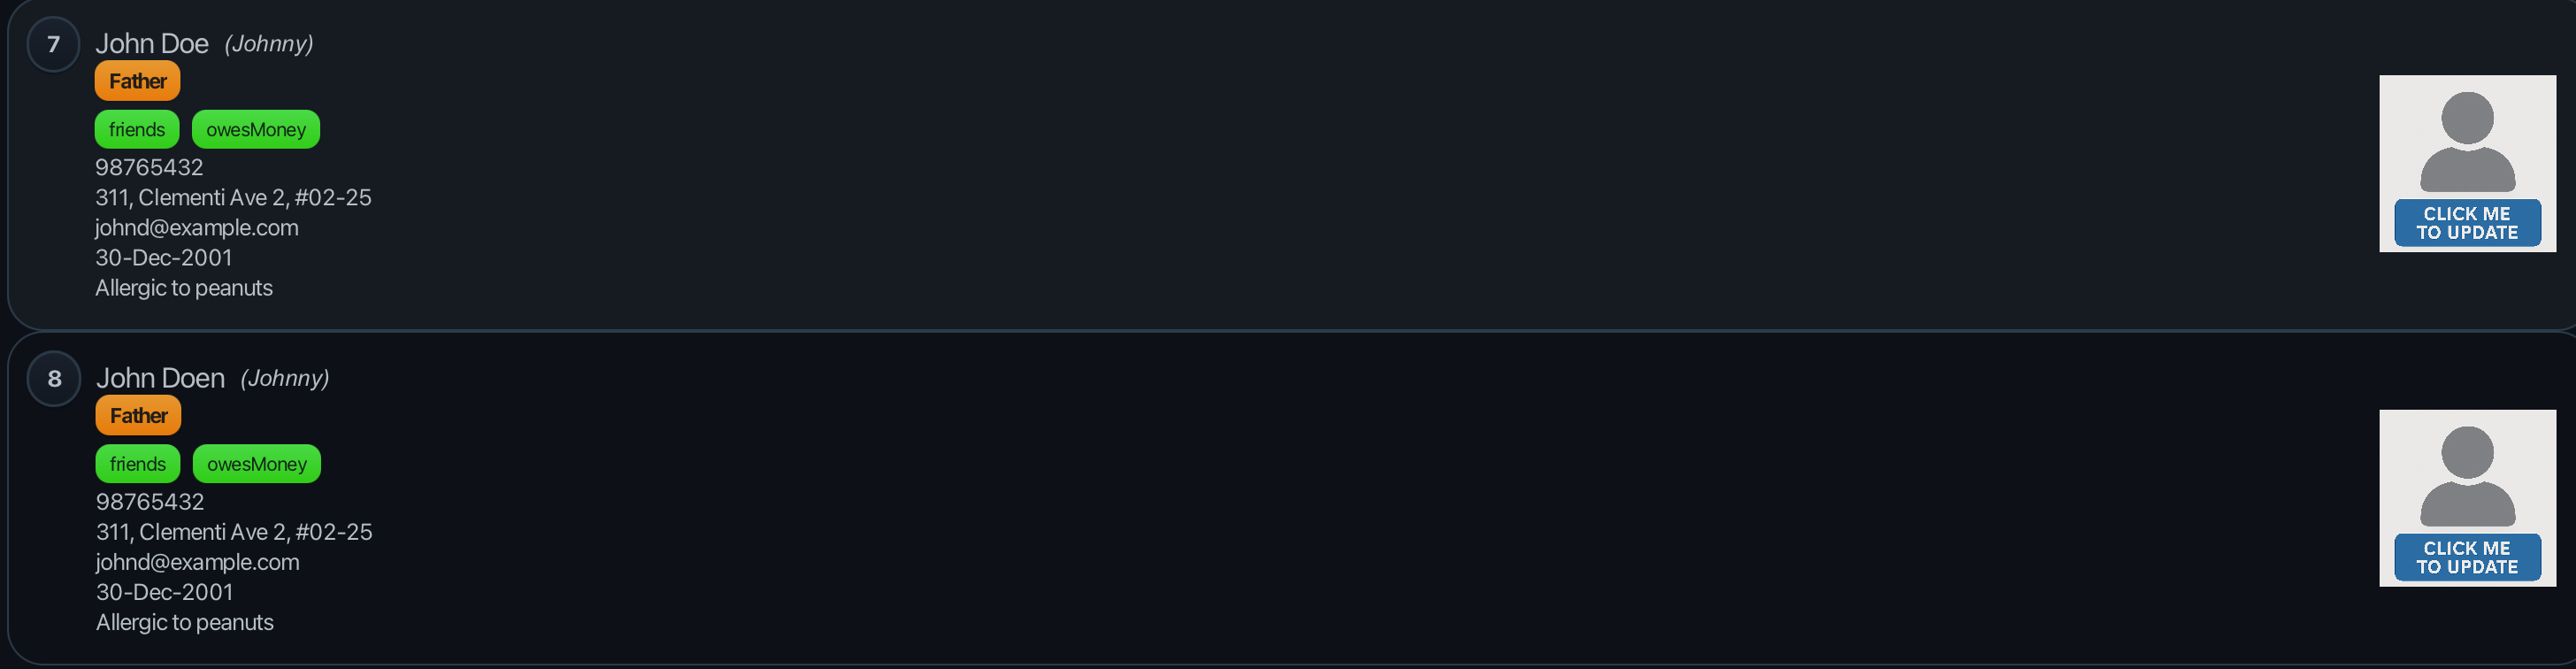 7 John Doe (Johnny)
Father
friends owesMoney
98765432
311, Clementi Ave 2, #02-25
johnd@example.com
30-Dec-2001
Allergic to peanuts
CLICK ME
TO UPDATE
8 John Doen (Johnny)
Father
friends owesMoney
98765432
311, Clementi Ave 2, #02-25
johnd@example.com
30-Dec-2001
Allergic to peanuts
CLICK ME
TO UPDATE